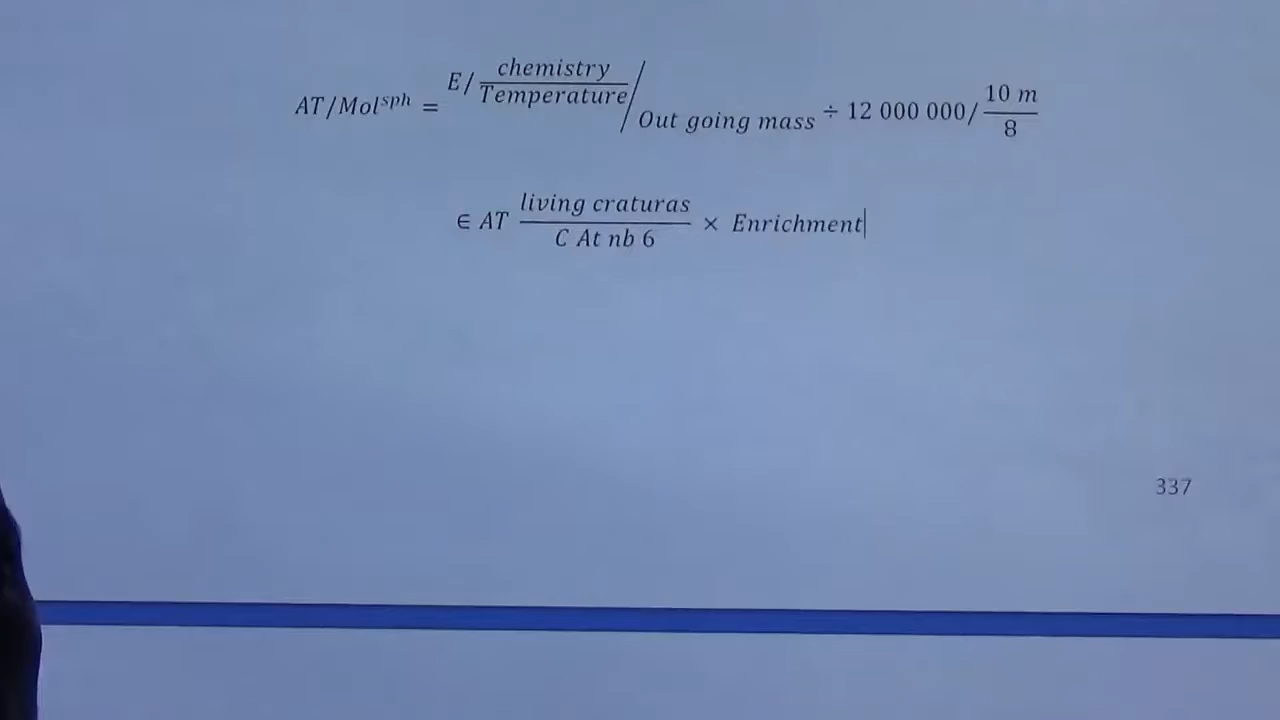 AT/Mol^sph = E/ chemistry/Temperature / Out going mass ÷ 12 000 000/ 10 m/8
∈ AT living craturas/C At nb 6 × Enrichment
337